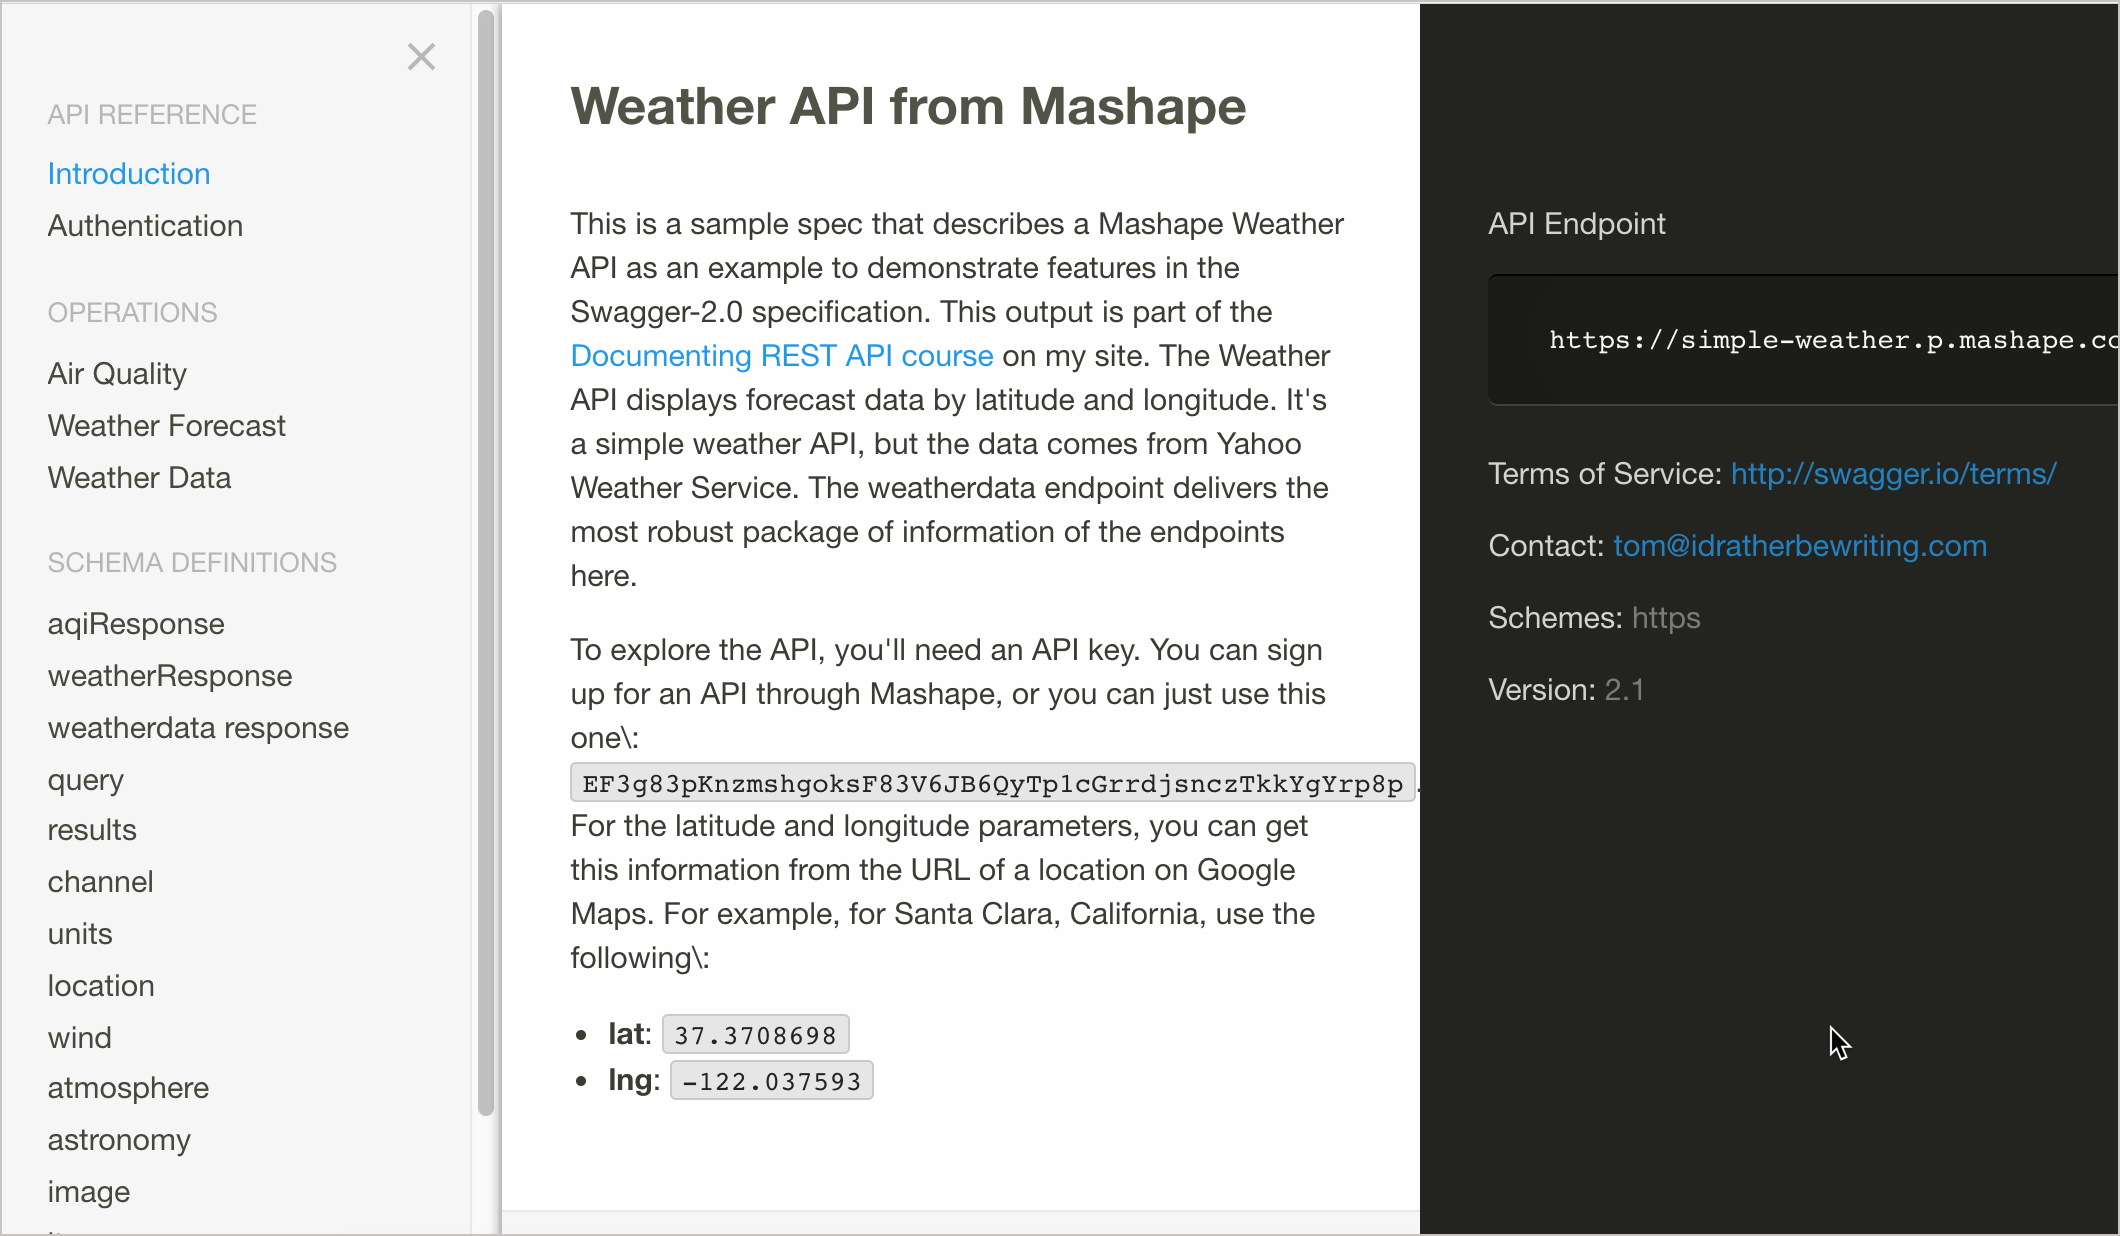 API REFERENCE
Introduction
Authentication
OPERATIONS
Air Quality
Weather Forecast
Weather Data
SCHEMA DEFINITIONS
aqiResponse
weatherResponse
weatherdata response
query
results
channel
units
location
wind
atmosphere
astronomy
image
Weather API from Mashape
This is a sample spec that describes a Mashape Weather
API as an example to demonstrate features in the
Swagger-2.0 specification. This output is part of the
Documenting REST API course on my site. The Weather
API displays forecast data by latitude and longitude. It's
a simple weather API, but the data comes from Yahoo
Weather Service. The weatherdata endpoint delivers the
most robust package of information of the endpoints
here.
To explore the API, you'll need an API key. You can sign
up for an API through Mashape, or you can just use this
one\:
EF3g83pKnzmshgoksF83V6JB6QyTp1cGrrdjsnczTkkYgYrp8p.
For the latitude and longitude parameters, you can get
this information from the URL of a location on Google
Maps. For example, for Santa Clara, California, use the
following\:
• lat: 37.3708698
• lng: -122.037593
API Endpoint
https://simple-weather.p.mashape.co
Terms of Service: http://swagger.io/terms/
Contact: tom@idratherbewriting.com
Schemes: https
Version: 2.1